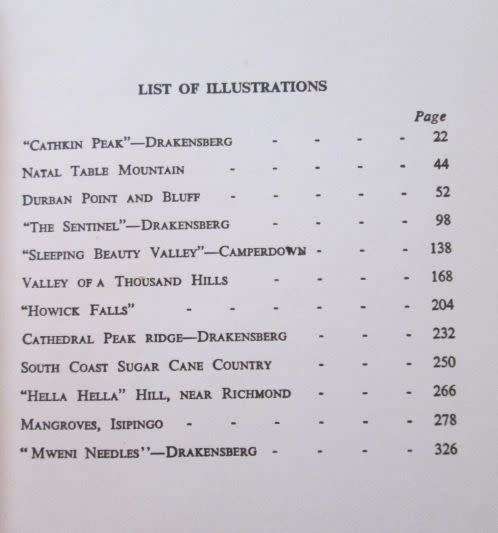 LIST OF ILLUSTRATIONS
Page
"Cathkin Peak"—Drakensberg - - - - 22
Natal Table Mountain - - - - - 44
Durban Point and Bluff - - - - - 52
"The Sentinel"—Drakensberg - - - - 98
"Sleeping Beauty Valley"—Camperdown - - - 138
Valley of a Thousand Hills - - - - 168
"Howick Falls" - - - - - - 204
Cathedral Peak ridge—Drakensberg - - - 232
South Coast Sugar Cane Country - - - 250
"Hella Hella" Hill, near Richmond - - - 266
Mangroves, Isipingo - - - - - - 278
" Mweni Needles''—Drakensberg - - - - 326